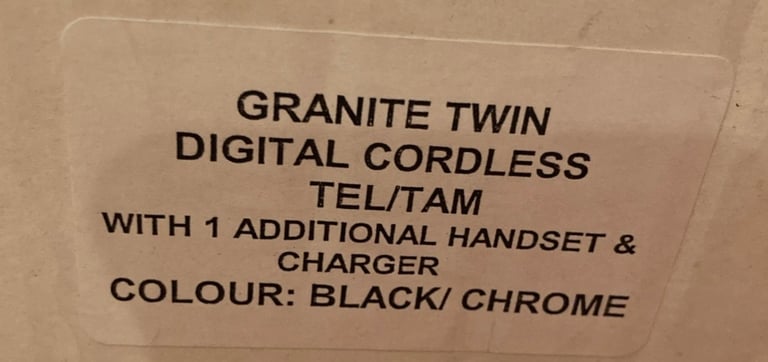 GRANITE TWIN
DIGITAL CORDLESS
TEL/TAM
WITH 1 ADDITIONAL HANDSET &
CHARGER
COLOUR: BLACK/ CHROME